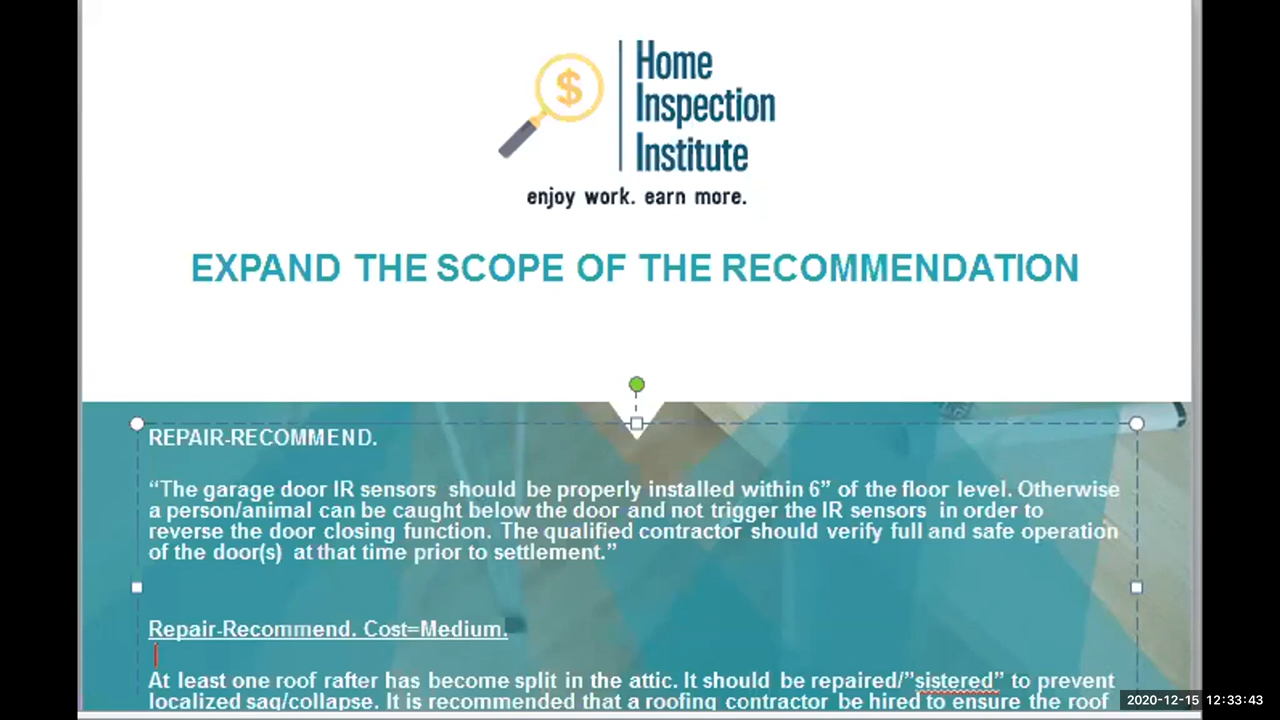 $
Home
Inspection
Institute
enjoy work. earn more.
EXPAND THE SCOPE OF THE RECOMMENDATION
REPAIR-RECOMMEND.
“The garage door IR sensors should be properly installed within 6” of the floor level. Otherwise
a person/animal can be caught below the door and not trigger the IR sensors in order to
reverse the door closing function. The qualified contractor should verify full and safe operation
of the door(s) at that time prior to settlement.”
Repair-Recommend. Cost=Medium.
At least one roof rafter has become split in the attic. It should be repaired/”sistered” to prevent
localized sag/collapse. It is recommended that a roofing contractor be hired to ensure the roof
2020-12-15 12:33:43